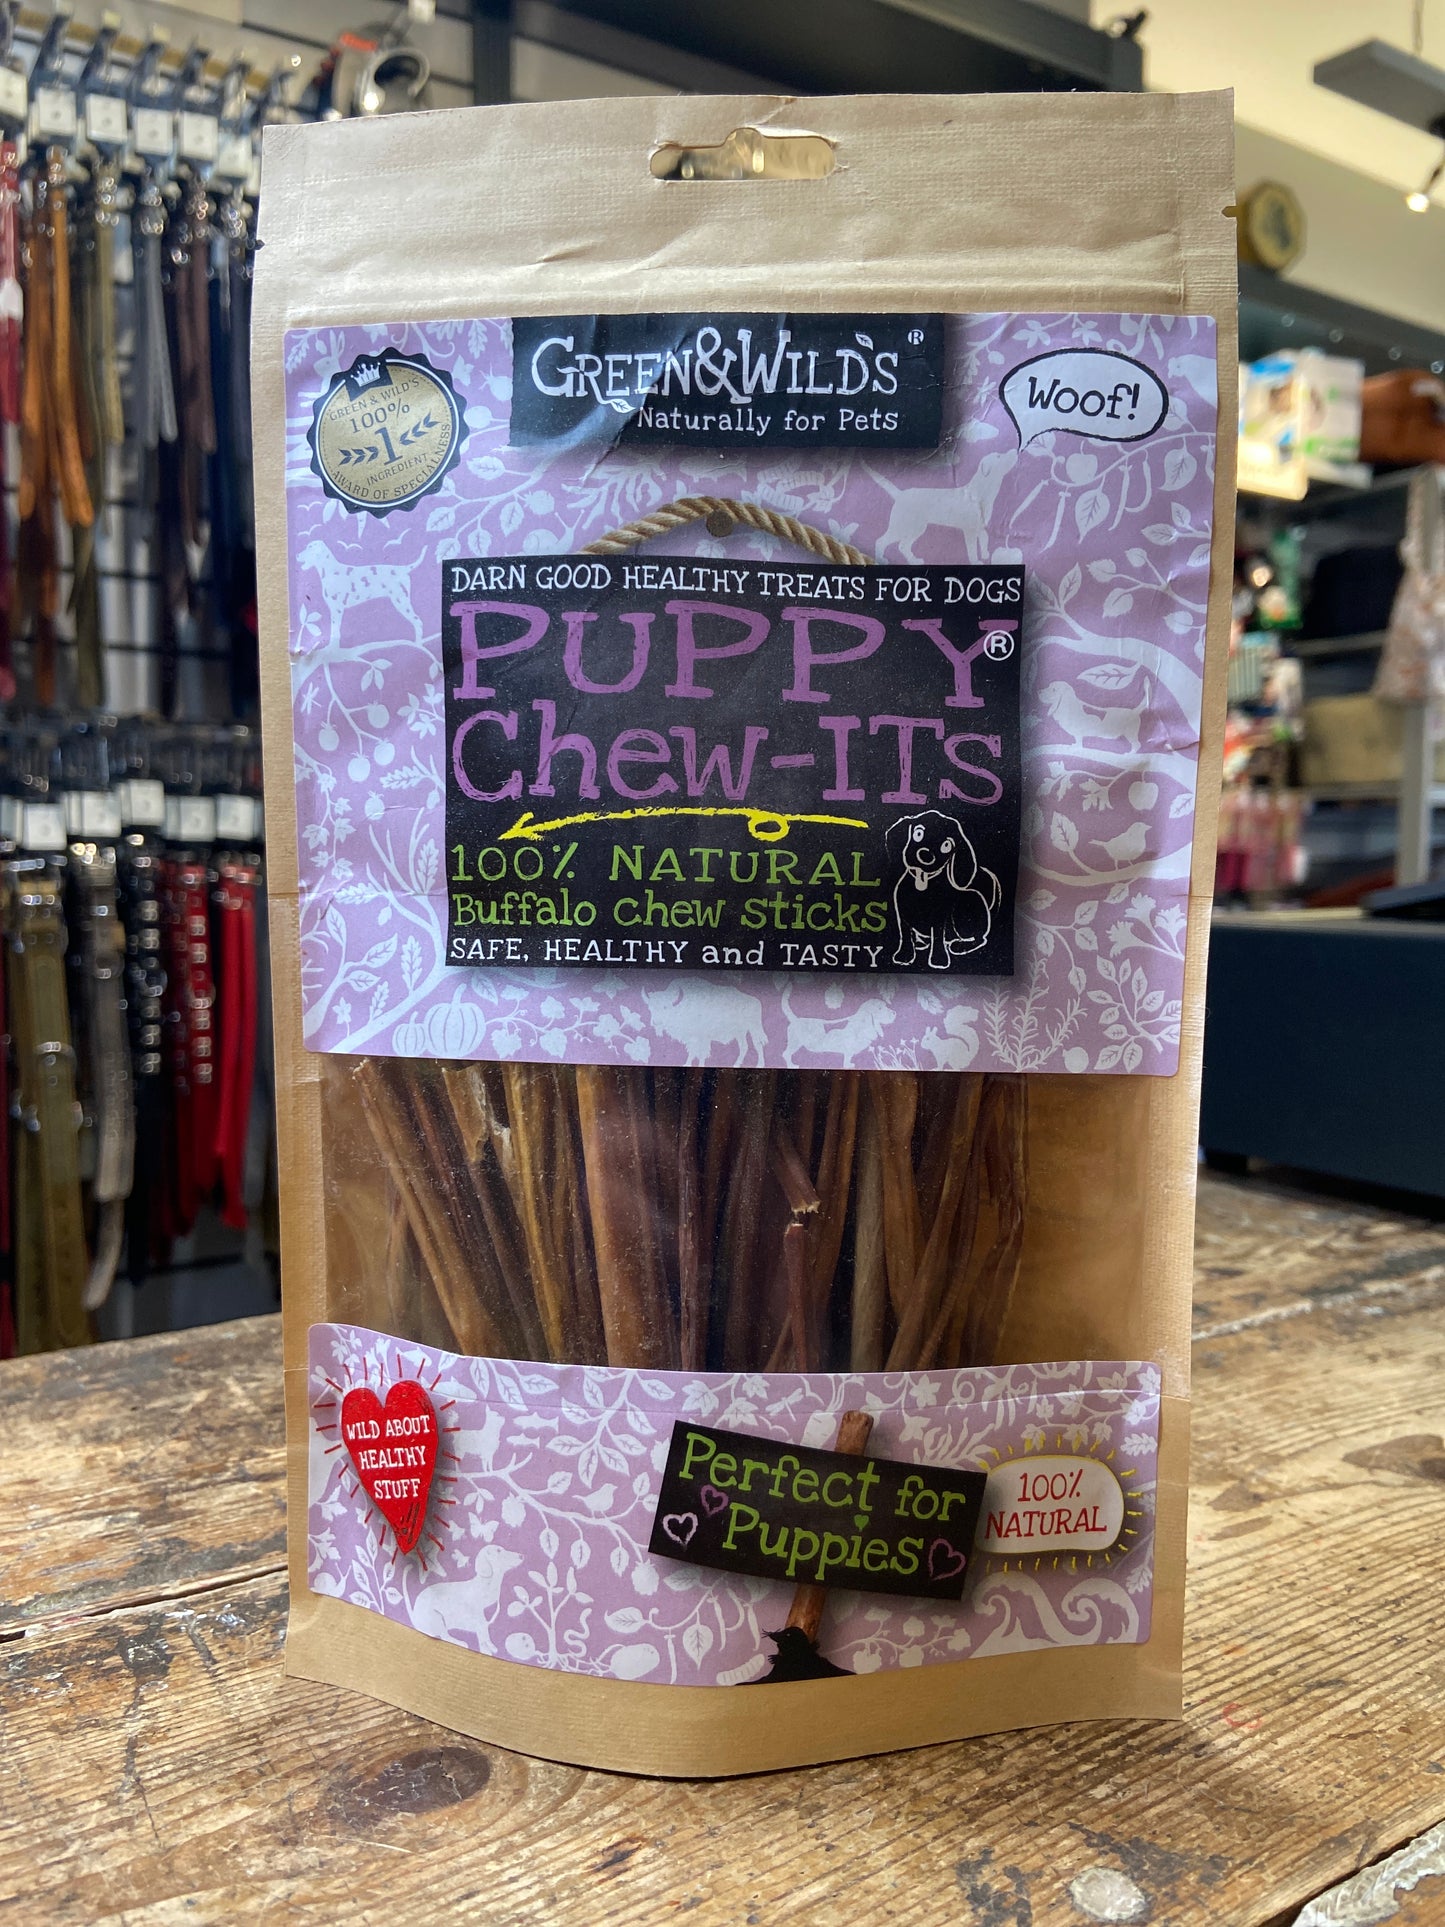 GREEN&WILD'S ®
Naturally for Pets
GREEN & WILD'S
100%
1
INGREDIENT
AWARD OF SPECIALNESS
Woof!
DARN GOOD HEALTHY TREATS FOR DOGS
PUPPY®
Chew-ITs
100% NATURAL
Buffalo chew sticks
SAFE, HEALTHY and TASTY
WILD ABOUT
HEALTHY
STUFF
Perfect for
Puppies
100%
NATURAL